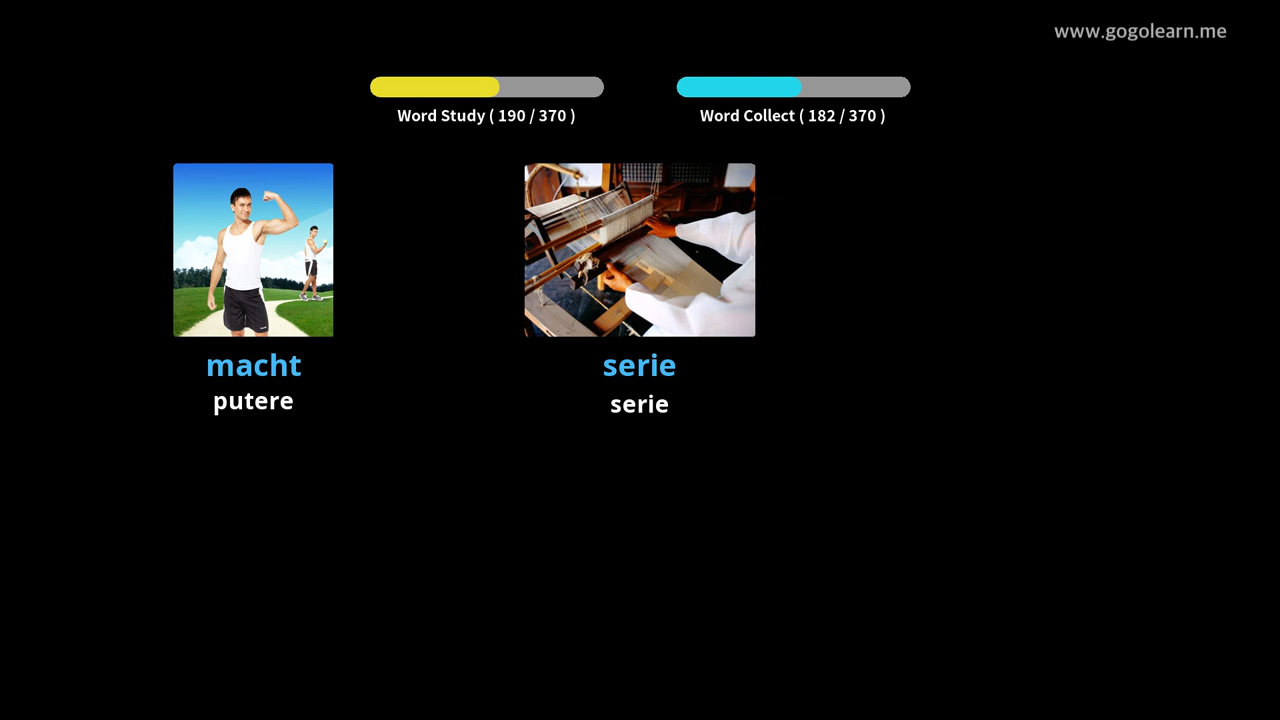 www.gogolearn.me
Word Study ( 190 / 370 )
Word Collect ( 182 / 370 )
macht
putere
serie
serie